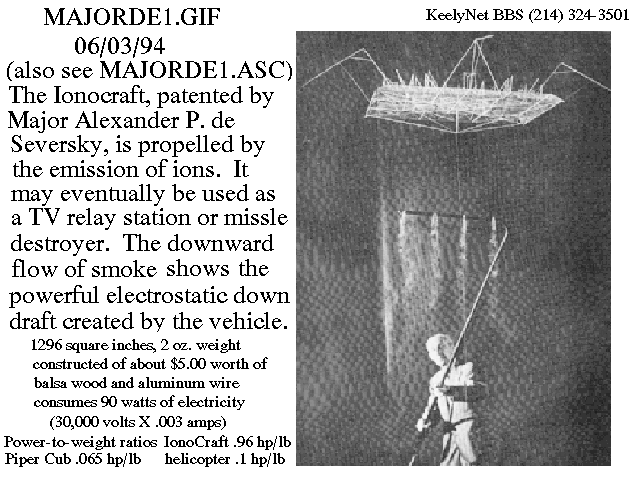 MAJORDE1.GIF
KeelyNet BBS (214) 324-3501
06/03/94
(also see MAJORDE1.ASC)
The Ionocraft, patented by
Major Alexander P. de
Seversky, is propelled by
the emission of ions.  It
may eventually be used as
a TV relay station or missle
destroyer.  The downward
flow of smoke shows the
powerful electrostatic down
draft created by the vehicle.
1296 square inches, 2 oz. weight
constructed of about $5.00 worth of
balsa wood and aluminum wire
consumes 90 watts of electricity
(30,000 volts X .003 amps)
Power-to-weight ratios IonoCraft .96 hp/lb
Piper Cub .065 hp/lb helicopter .1 hp/lb